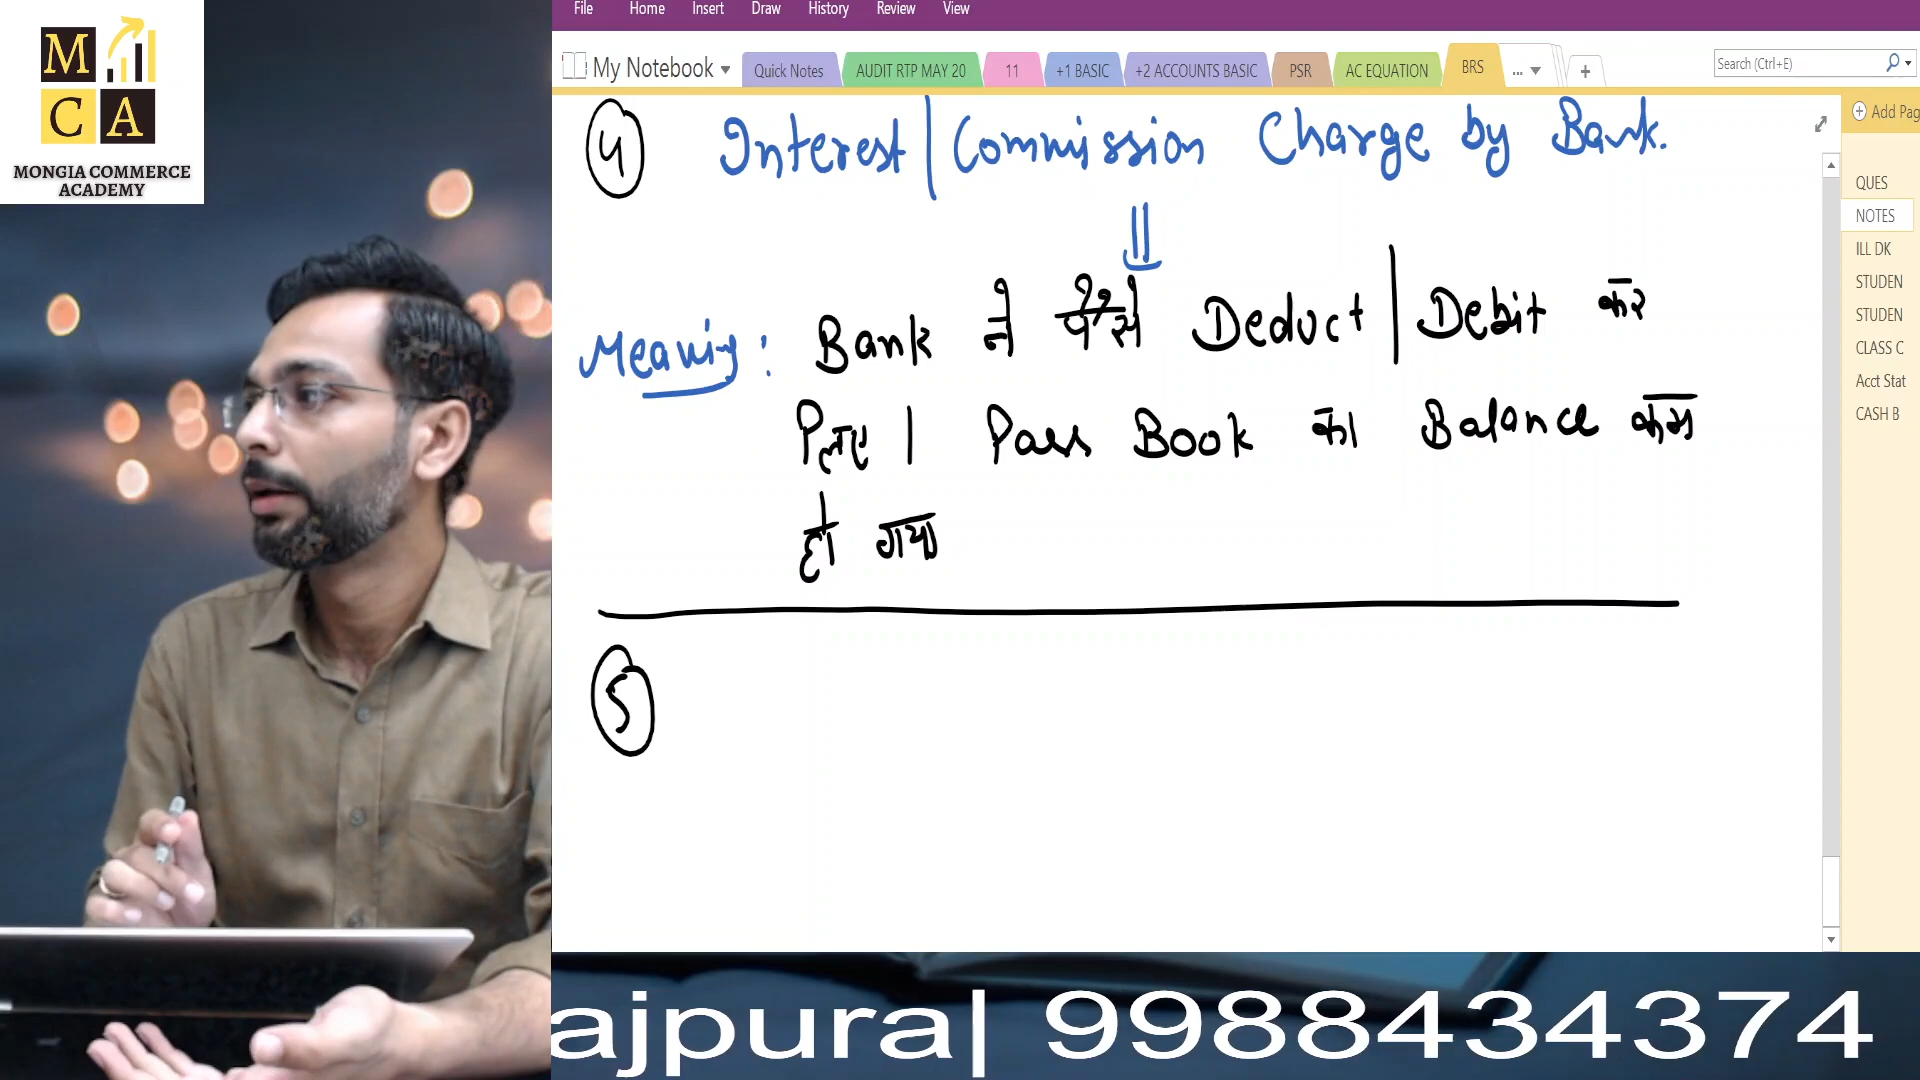 M
C A
MONGIA COMMERCE
ACADEMY
File Home Insert Draw History Review View
My Notebook Quick Notes AUDIT RTP MAY 20 11 +1 BASIC +2 ACCOUNTS BASIC PSR AC EQUATION BRS ... +
Search (Ctrl+E)
Add Pag
QUES
NOTES
ILL DK
STUDEN
STUDEN
CLASS C
Acct Stat
CASH B
4 Interest | Commission Charge by Bank.
Meaning: Bank ने पैसे Deduct | Debit कर
लिए । Pass Book का Balance कम
हो गया
5
ajpura| 9988434374